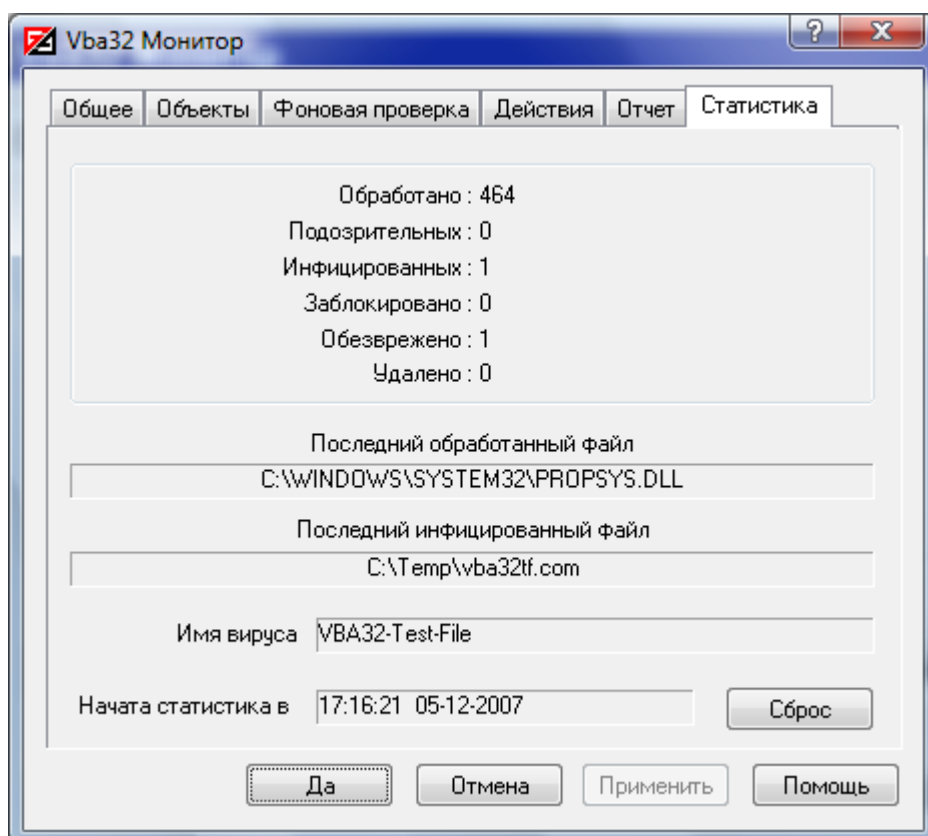 Vba32 Монитор
Общее Объекты Фоновая проверка Действия Отчет Статистика
Обработано : 464
Подозрительных : 0
Инфицированных : 1
Заблокировано : 0
Обезврежено : 1
Удалено : 0
Последний обработанный файл
C:\WINDOWS\SYSTEM32\PROPSYS.DLL
Последний инфицированный файл
C:\Temp\vba32tf.com
Имя вируса VBA32-Test-File
Начата статистика в 17:16:21 05-12-2007 Сброс
Да Отмена Применить Помощь